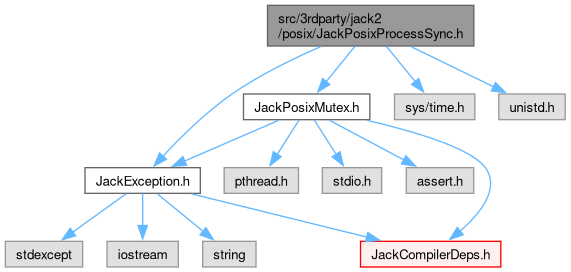 src/3rdparty/jack2
/posix/JackPosixProcessSync.h
JackPosixMutex.h
sys/time.h
unistd.h
JackException.h
pthread.h
stdio.h
assert.h
stdexcept
iostream
string
JackCompilerDeps.h